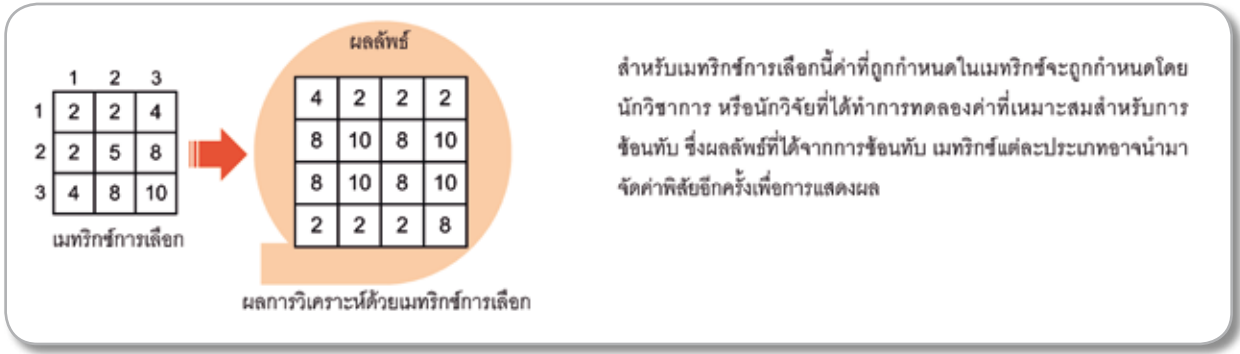 1 2 3
1 2 2 4
2 2 5 8
3 4 8 10
เมทริกซ์การเลือก
ผลลัพธ์
4 2 2 2
8 10 8 10
8 10 8 10
2 2 2 8
ผลการวิเคราะห์ด้วยเมทริกซ์การเลือก
สำหรับเมทริกซ์การเลือกนี้ค่าที่ถูกกำหนดในเมทริกซ์จะถูกกำหนดโดย
นักวิชาการ หรือนักวิจัยที่ได้ทำการทดลองค่าที่เหมาะสมสำหรับการ
ซ้อนทับ ซึ่งผลลัพธ์ที่ได้จากการซ้อนทับ เมทริกซ์แต่ละประเภทอาจนำมา
จัดค่าพิสัยอีกครั้งเพื่อการแสดงผล